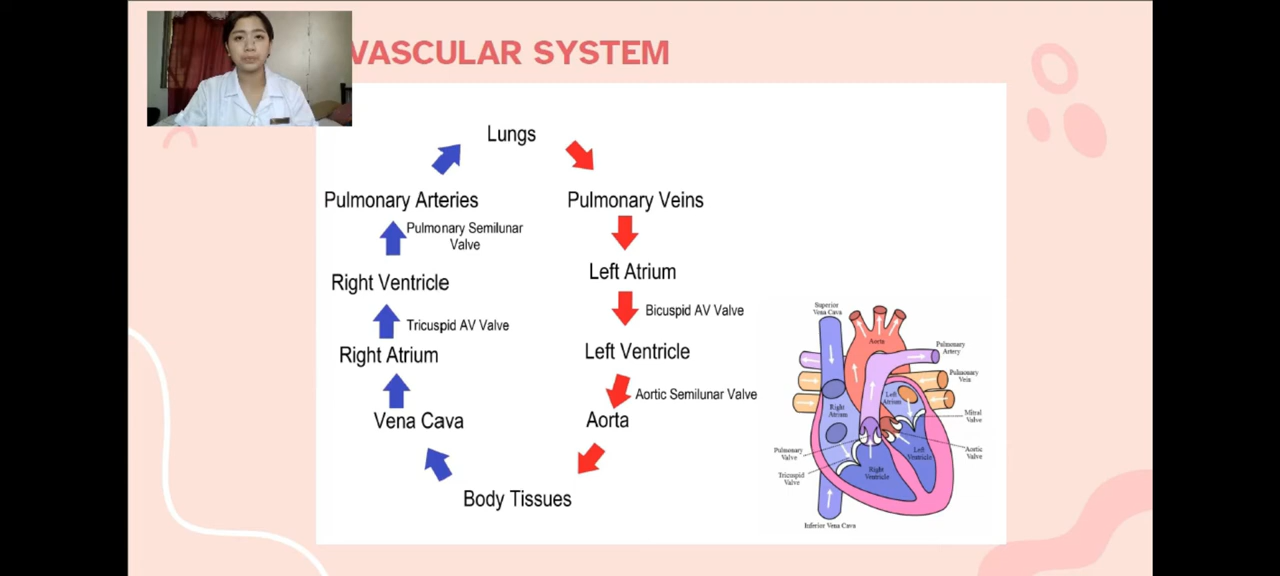 VASCULAR SYSTEM
Lungs
Pulmonary Arteries
Pulmonary Veins
Pulmonary Semilunar
Valve
Left Atrium
Right Ventricle
Bicuspid AV Valve
Tricuspid AV Valve
Left Ventricle
Right Atrium
Aortic Semilunar Valve
Vena Cava
Aorta
Body Tissues
Superior
Vena Cava
Aorta
Pulmonary
Artery
Pulmonary
Vein
Left
Atrium
Right
Atrium
Mitral
Valve
Pulmonary
Valve
Left
Ventricle
Aortic
Valve
Tricuspid
Valve
Right
Ventricle
Inferior Vena Cava